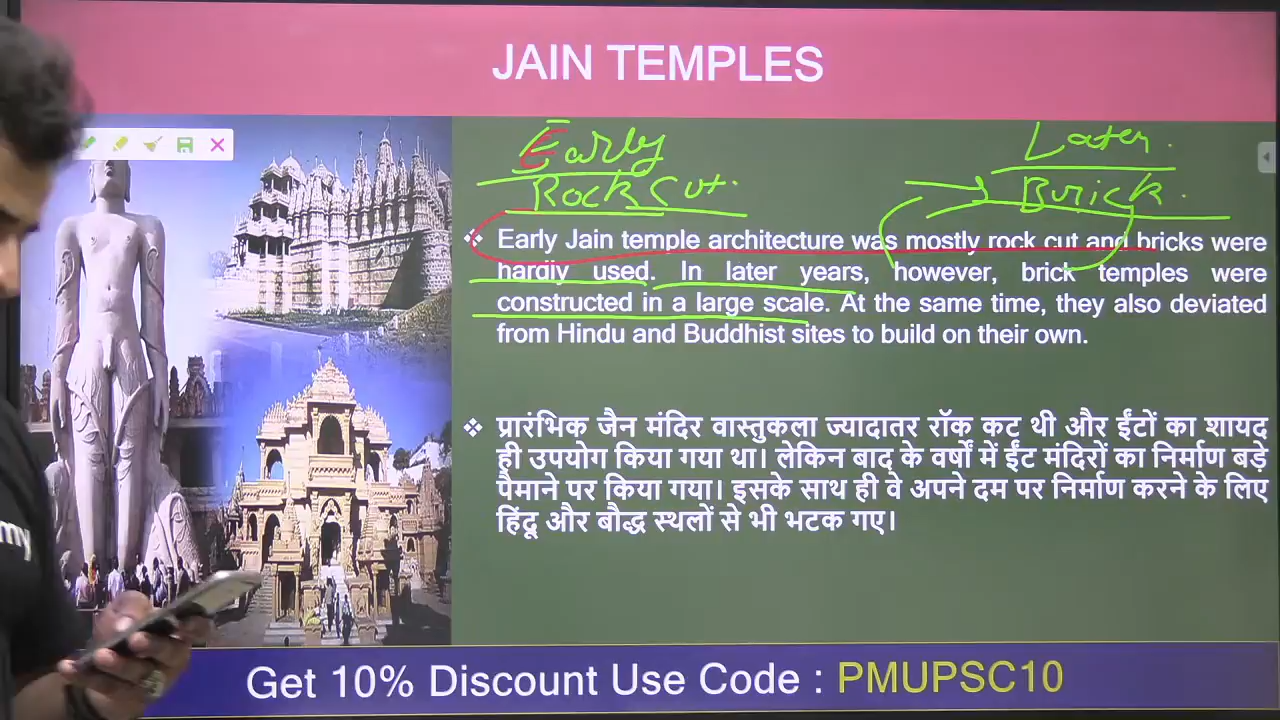 JAIN TEMPLES
Early
Later.
Rock Cut.
Burick.
❖ Early Jain temple architecture was mostly rock cut and bricks were
hardly used. In later years, however, brick temples were
constructed in a large scale. At the same time, they also deviated
from Hindu and Buddhist sites to build on their own.
❖ प्रारंभिक जैन मंदिर वास्तुकला ज्यादातर रॉक कट थी और ईंटों का शायद
ही उपयोग किया गया था। लेकिन बाद के वर्षों में ईंट मंदिरों का निर्माण बड़े
पैमाने पर किया गया। इसके साथ ही वे अपने दम पर निर्माण करने के लिए
हिंदू और बौद्ध स्थलों से भी भटक गए।
my
Get 10% Discount Use Code : PMUPSC10